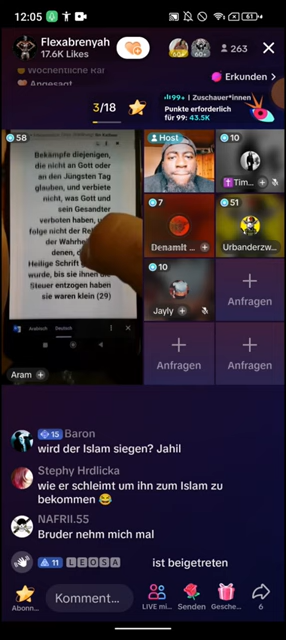 12:05
Flexabrenyah
17.6K Likes
263
Wöchentliche Ran
Angesagt
Erkunden >
3/18
99+ | Zuschauer*innen
Punkte erforderlich
für 99: 43.5K
58
Bekämpfe diejenigen,
die nicht an Gott oder
an den Jüngsten Tag
glauben, und verbiete
nicht, was Gott und
sein Gesandter
verboten haben,
folge nicht der
der Wahrhe
denen,
Heilige Schrift
wurde, bis sie ihnen die
Steuer entzogen haben
sie waren klein (29)
Arabisch
Deutsch
Aram
Host
10
Tim...
7
Denamit ...
51
Urbanderzw...
10
Jayly
Anfragen
Anfragen
Anfragen
15 Baron
wird der Islam siegen? Jahil
Stephy Hrdlicka
wie er schleimt um ihn zum Islam zu
bekommen 😂
NAFRII.55
Bruder nehm mich mal
11 LEOSA ist beigetreten
Abonn...
Komment...
LIVE mi...
Senden
Gesche...
6